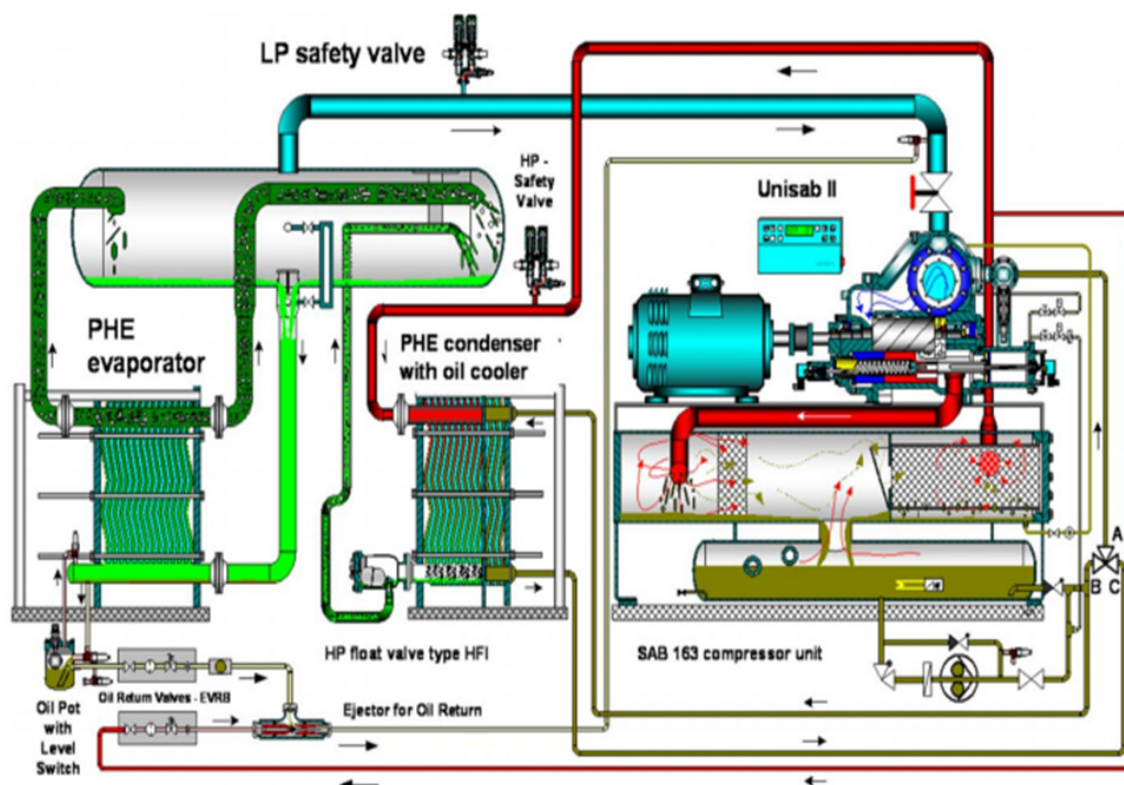 LP safety valve
HP -
Safety
Valve
Unisab II
PHE
evaporator
PHE condenser
with oil cooler
A
B C
HP float valve type HFI
SAB 163 compressor unit
Oil Return Valves - EVRB
Oil Pot
with
Level
Switch
Ejector for Oil Return